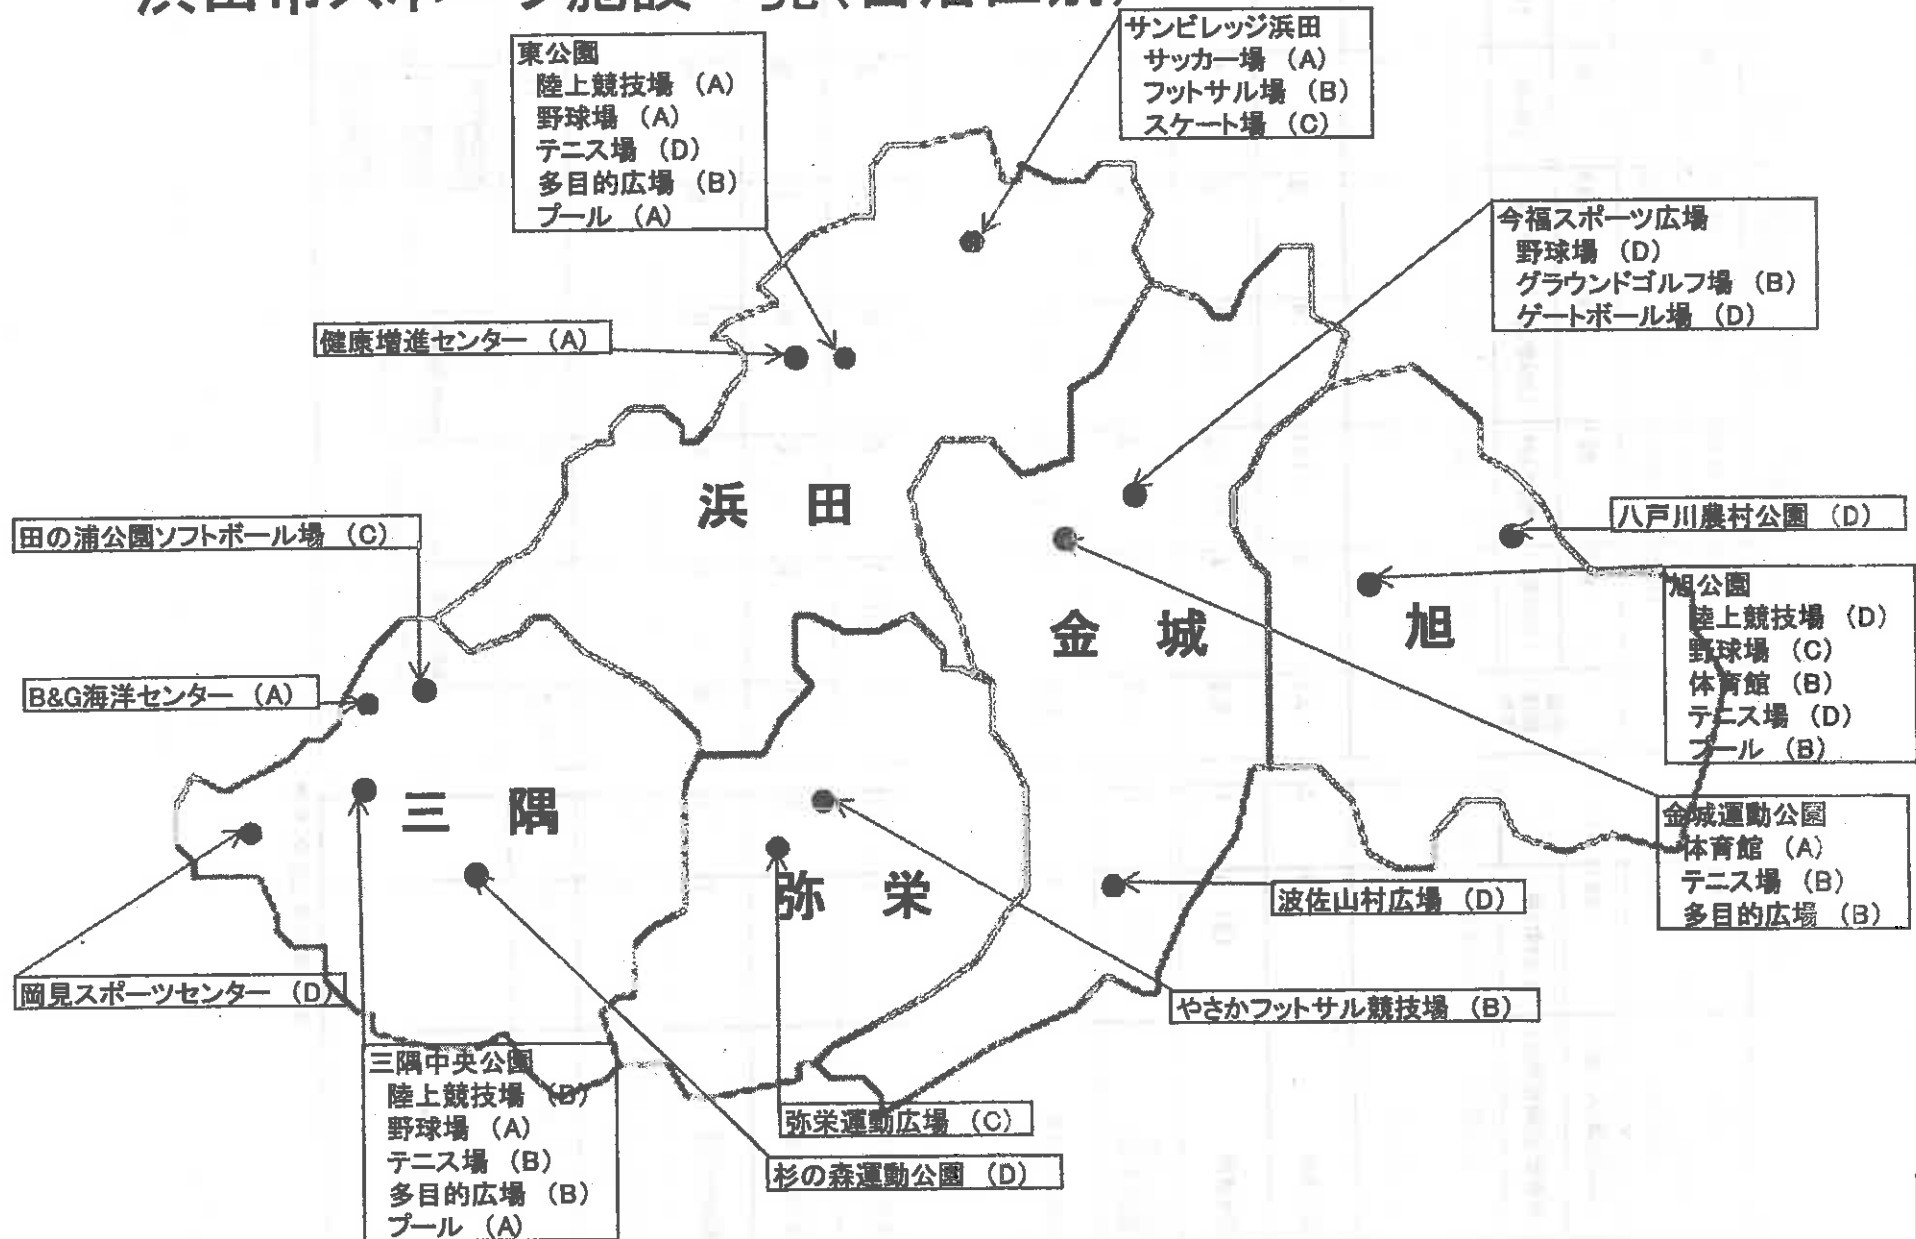 東公園
陸上競技場 (A)
野球場 (A)
テニス場 (D)
多目的広場 (B)
プール (A)
サンビレッジ浜田
サッカー場 (A)
フットサル場 (B)
スケート場 (C)
今福スポーツ広場
野球場 (D)
グラウンドゴルフ場 (B)
ゲートボール場 (D)
健康増進センター (A)
浜 田
田の浦公園ソフトボール場 (C)
八戸川農村公園 (D)
旭公園
陸上競技場 (D)
野球場 (C)
体育館 (B)
テニス場 (D)
プール (B)
金 城
旭
B&G海洋センター (A)
三 隅
弥 栄
金城運動公園
体育館 (A)
テニス場 (B)
多目的広場 (B)
波佐山村広場 (D)
岡見スポーツセンター (D)
やさかフットサル競技場 (B)
三隅中央公園
陸上競技場
野球場 (A)
テニス場 (B)
多目的広場 (B)
プール (A)
弥栄運動広場 (C)
杉の森運動公園 (D)